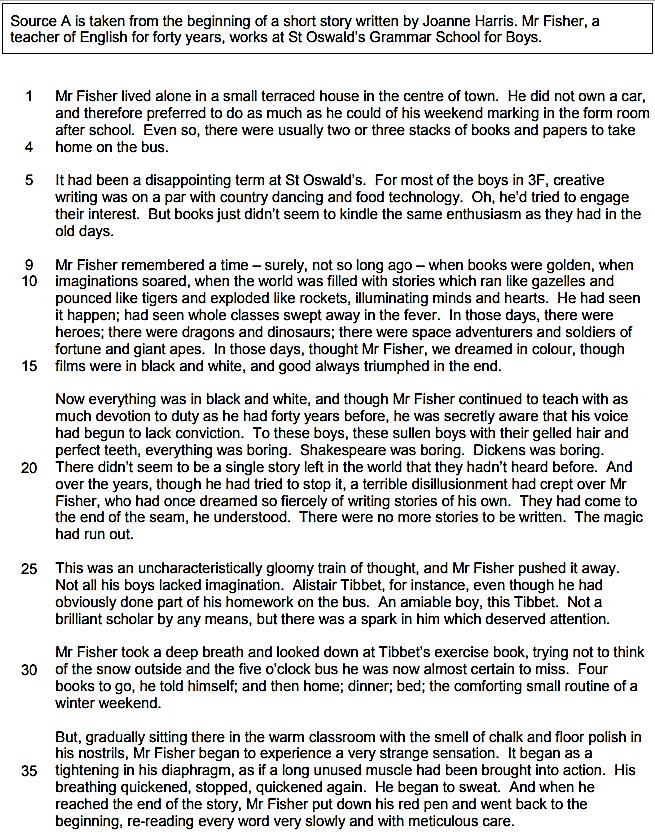 Source A is taken from the beginning of a short story written by Joanne Harris. Mr Fisher, a
teacher of English for forty years, works at St Oswald's Grammar School for Boys.
1 Mr Fisher lived alone in a small terraced house in the centre of town. He did not own a car,
and therefore preferred to do as much as he could of his weekend marking in the form room
after school. Even so, there were usually two or three stacks of books and papers to take
4 home on the bus.
5 It had been a disappointing term at St Oswald's. For most of the boys in 3F, creative
writing was on a par with country dancing and food technology. Oh, he'd tried to engage
their interest. But books just didn't seem to kindle the same enthusiasm as they had in the
old days.
9 Mr Fisher remembered a time – surely, not so long ago – when books were golden, when
10 imaginations soared, when the world was filled with stories which ran like gazelles and
pounced like tigers and exploded like rockets, illuminating minds and hearts. He had seen
it happen; had seen whole classes swept away in the fever. In those days, there were
heroes; there were dragons and dinosaurs; there were space adventurers and soldiers of
fortune and giant apes. In those days, thought Mr Fisher, we dreamed in colour, though
15 films were in black and white, and good always triumphed in the end.
Now everything was in black and white, and though Mr Fisher continued to teach with as
much devotion to duty as he had forty years before, he was secretly aware that his voice
had begun to lack conviction. To these boys, these sullen boys with their gelled hair and
perfect teeth, everything was boring. Shakespeare was boring. Dickens was boring.
20 There didn't seem to be a single story left in the world that they hadn't heard before. And
over the years, though he had tried to stop it, a terrible disillusionment had crept over Mr
Fisher, who had once dreamed so fiercely of writing stories of his own. They had come to
the end of the seam, he understood. There were no more stories to be written. The magic
had run out.
25 This was an uncharacteristically gloomy train of thought, and Mr Fisher pushed it away.
Not all his boys lacked imagination. Alistair Tibbet, for instance, even though he had
obviously done part of his homework on the bus. An amiable boy, this Tibbet. Not a
brilliant scholar by any means, but there was a spark in him which deserved attention.
Mr Fisher took a deep breath and looked down at Tibbet's exercise book, trying not to think
30 of the snow outside and the five o'clock bus he was now almost certain to miss. Four
books to go, he told himself; and then home; dinner; bed; the comforting small routine of a
winter weekend.
But, gradually sitting there in the warm classroom with the smell of chalk and floor polish in
his nostrils, Mr Fisher began to experience a very strange sensation. It began as a
35 tightening in his diaphragm, as if a long unused muscle had been brought into action. His
breathing quickened, stopped, quickened again. He began to sweat. And when he
reached the end of the story, Mr Fisher put down his red pen and went back to the
beginning, re-reading every word very slowly and with meticulous care.